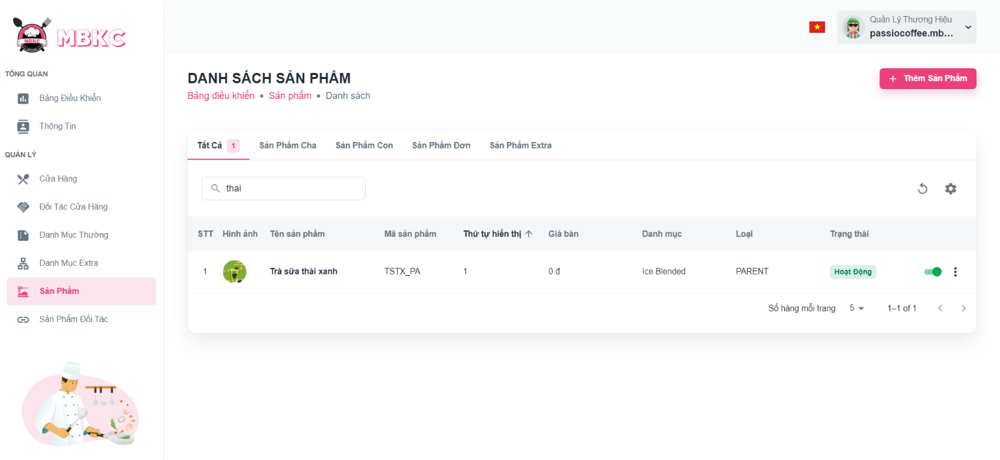 MBKC
MBKC
Quản Lý Thương Hiệu
passiocoffee.mb...
TỔNG QUAN
Bảng Điều Khiển
Thông Tin
QUẢN LÝ
Cửa Hàng
Đối Tác Cửa Hàng
Danh Mục Thường
Danh Mục Extra
Sản Phẩm
Sản Phẩm Đối Tác
DANH SÁCH SẢN PHẨM
Bảng điều khiển • Sản phẩm • Danh sách
+ Thêm Sản Phẩm
Tất Cả 1 Sản Phẩm Cha Sản Phẩm Con Sản Phẩm Đơn Sản Phẩm Extra
thai
STT Hình ảnh Tên sản phẩm Mã sản phẩm Thứ tự hiển thị Giá bán Danh mục Loại Trạng thái
1 Trà sữa thái xanh TSTX_PA 1 0 đ Ice Blended PARENT Hoạt Động
Số hàng mỗi trang 5 1–1 of 1